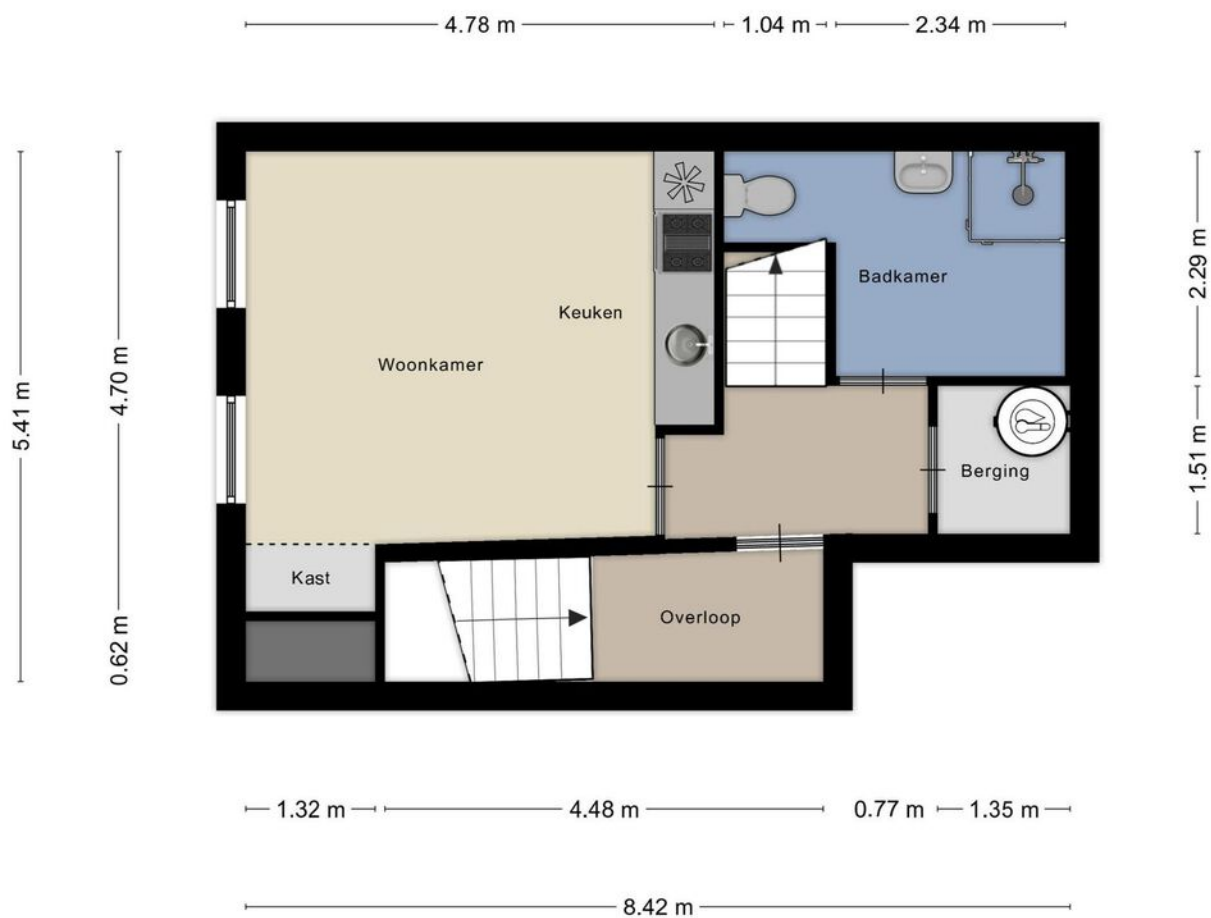 4.78 m
1.04 m
2.34 m
5.41 m
4.70 m
0.62 m
2.29 m
1.51 m
Keuken
Woonkamer
Badkamer
Berging
Kast
Overloop
1.32 m
4.48 m
0.77 m
1.35 m
8.42 m